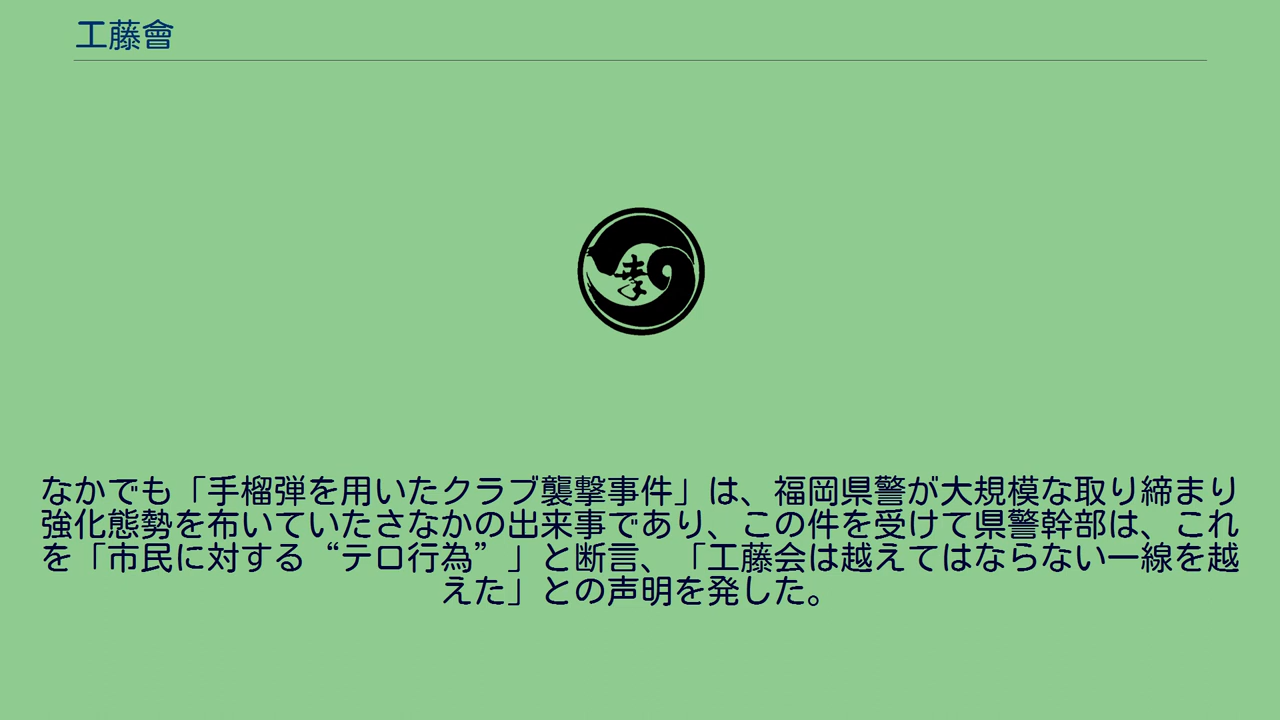 工藤會
なかでも「手榴弾を用いたクラブ襲撃事件」は、福岡県警が大規模な取り締まり
強化態勢を布いていたさなかの出来事であり、この件を受けて県警幹部は、これ
を「市民に対する“テロ行為”」と断言、「工藤会は越えてはならない一線を越
えた」との声明を発した。